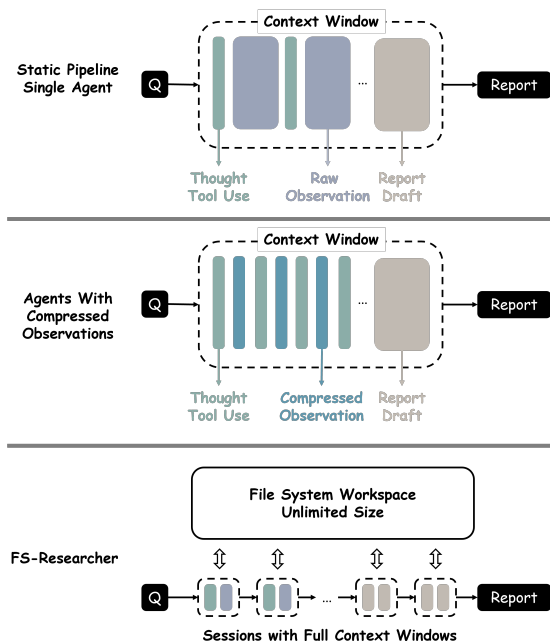 Context Window
Static Pipeline
Single Agent
Q
...
Report
Thought
Tool Use
Raw
Observation
Report
Draft
Context Window
Agents With
Compressed
Observations
Q
...
Report
Thought
Tool Use
Compressed
Observation
Report
Draft
File System Workspace
Unlimited Size
FS-Researcher
Q
...
Report
Sessions with Full Context Windows